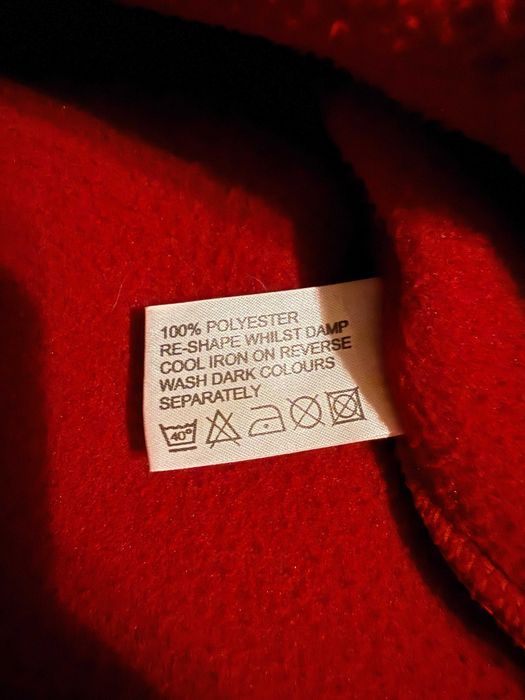 100% POLYESTER
RE-SHAPE WHILST DAMP
COOL IRON ON REVERSE
WASH DARK COLOURS
SEPARATELY
40°